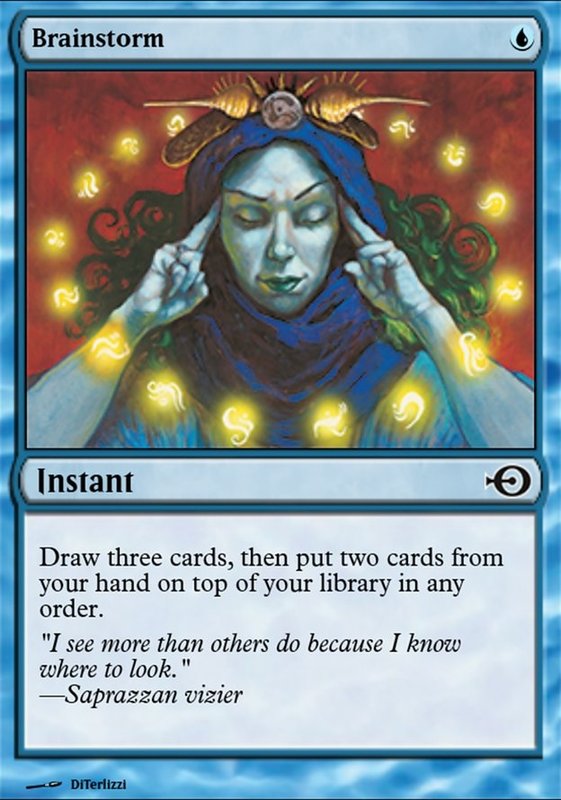 Brainstorm
Instant
Draw three cards, then put two cards from
your hand on top of your library in any
order.
"I see more than others do because I know
where to look."
—Saprazzan vizier
DiTerlizzi